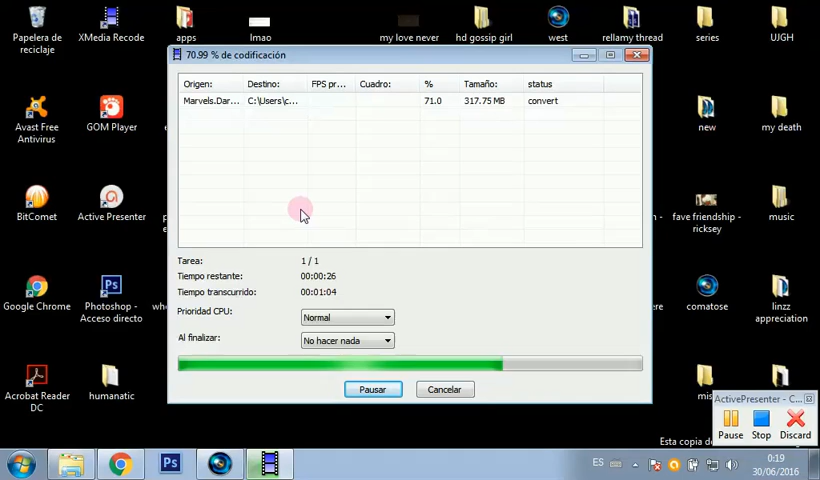 Papelera de
reciclaje
XMedia Recode
apps
lmao
my love never
hd gossip girl
west
rellamy thread
series
UJGH
70.99 % de codificación
Origen: Destino: FPS pr... Cuadro: % Tamaño: status
Marvels.Dar... C:\Users\c... 71.0 317.75 MB convert
Avast Free
Antivirus
GOM Player
new
my death
BitComet
Active Presenter
fave friendship -
ricksey
music
Tarea: 1 / 1
Tiempo restante: 00:00:26
Tiempo transcurrido: 00:01:04
Prioridad CPU: Normal
Al finalizar: No hacer nada
Google Chrome
Photoshop -
Acceso directo
comatose
linzz
appreciation
Pausar Cancelar
Acrobat Reader
DC
humanatic
ActivePresenter - C...
Pause Stop Discard
Esta copia de
Ps
ES
0:19
30/06/2016